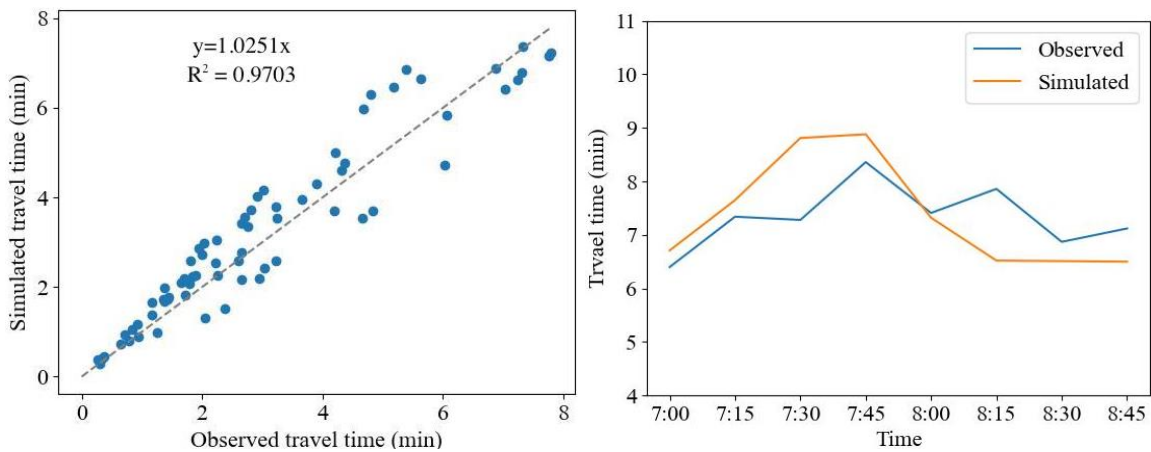 y=1.0251x
R² = 0.9703
Simulated travel time (min)
8
6
4
2
0
0 2 4 6 8
Observed travel time (min)
Observed
Simulated
Trvael time (min)
11
10
9
8
7
6
5
4
7:00 7:15 7:30 7:45 8:00 8:15 8:30 8:45
Time